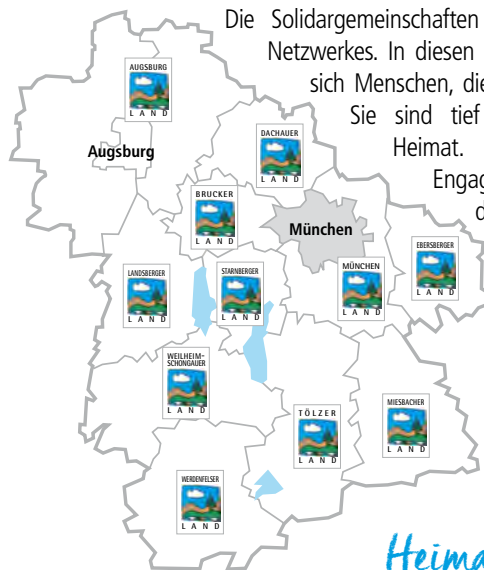 Die Solidargemeinschaften
Netzwerkes. In diesen
sich Menschen, die
Sie sind tief
Heimat.
Engag
d
AUGSBURG
LAND
Augsburg
DACHAUER
LAND
BRUCKER
LAND
München
EBERSBERGER
LAND
LANDSBERGER
LAND
STARNBERGER
LAND
MÜNCHEN
LAND
WEILHEIM-
SCHONGAUER
LAND
TÖLZER
LAND
MIESBACHER
LAND
WERDENFELSER
LAND
Heima